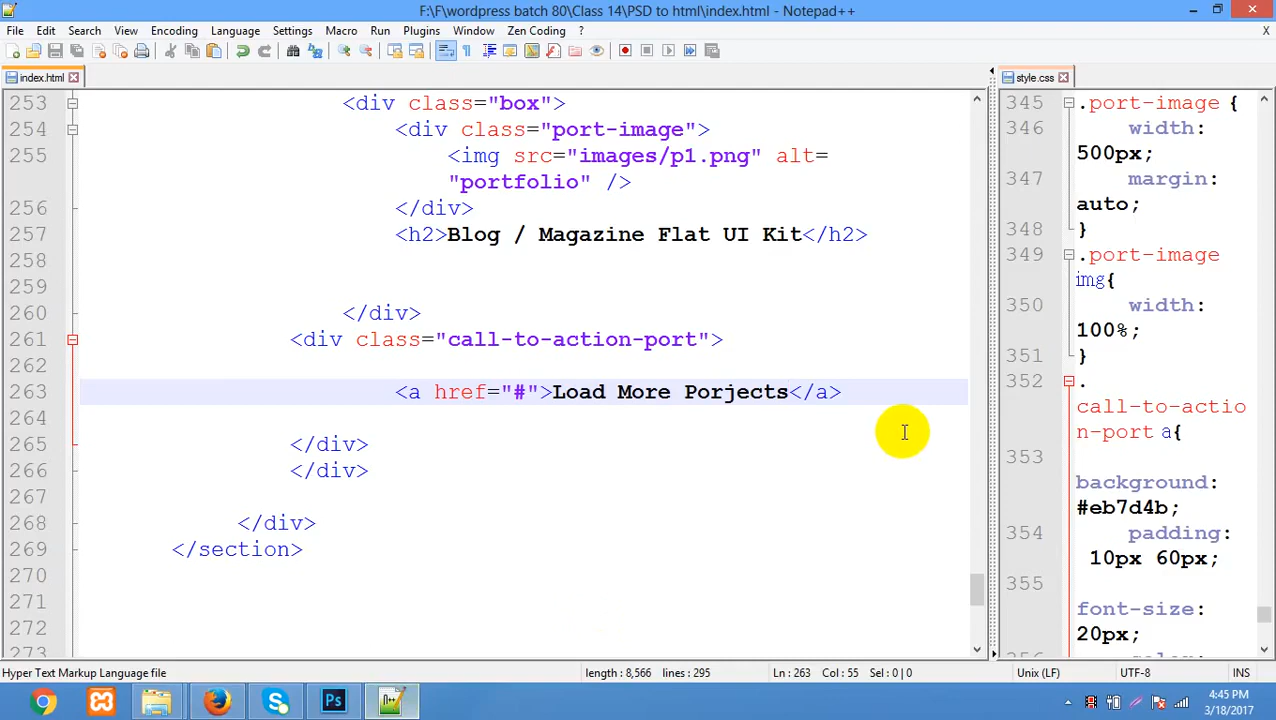 F:\F\wordpress batch 80\Class 14\PSD to html\index.html - Notepad++
File Edit Search View Encoding Language Settings Macro Run Plugins Window Zen Coding ? X
index.html
253 <div class="box">
254 <div class="port-image">
255 <img src="images/p1.png" alt=
"portfolio" />
256 </div>
257 <h2>Blog / Magazine Flat UI Kit</h2>
258
259
260 </div>
261 <div class="call-to-action-port">
262
263 <a href="#">Load More Porjects</a>
264
265 </div>
266 </div>
267
268 </div>
269 </section>
270
271
272
273
style.css
345 .port-image {
346 width:
500px;
347 margin:
auto;
348 }
349 .port-image
img{
350 width:
100%;
351 }
352 .
call-to-actio
n-port a{
353
background:
#eb7d4b;
354 padding:
10px 60px;
355
font-size:
20px;
Hyper Text Markup Language file length : 8,566 lines : 295 Ln : 263 Col : 55 Sel : 0 | 0 Unix (LF) UTF-8 INS
Ps
4:45 PM
3/18/2017